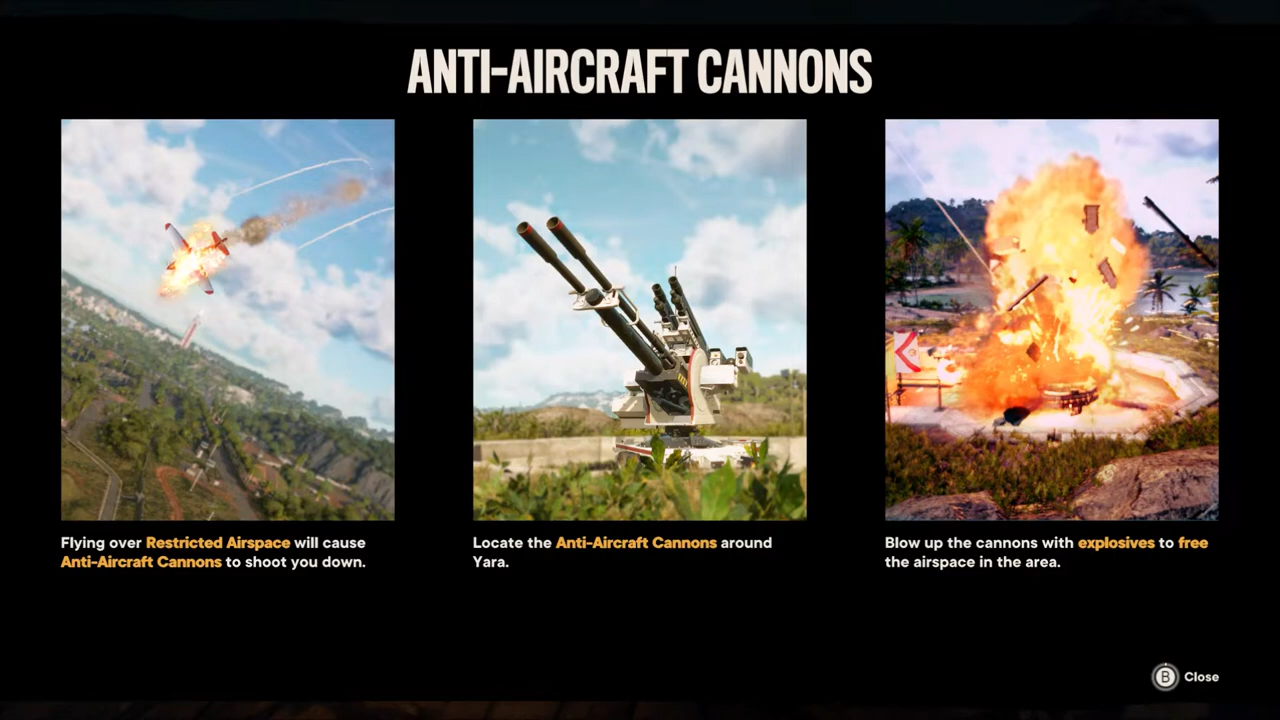 ANTI-AIRCRAFT CANNONS
Flying over Restricted Airspace will cause
Anti-Aircraft Cannons to shoot you down.
Locate the Anti-Aircraft Cannons around
Yara.
Blow up the cannons with explosives to free
the airspace in the area.
B Close